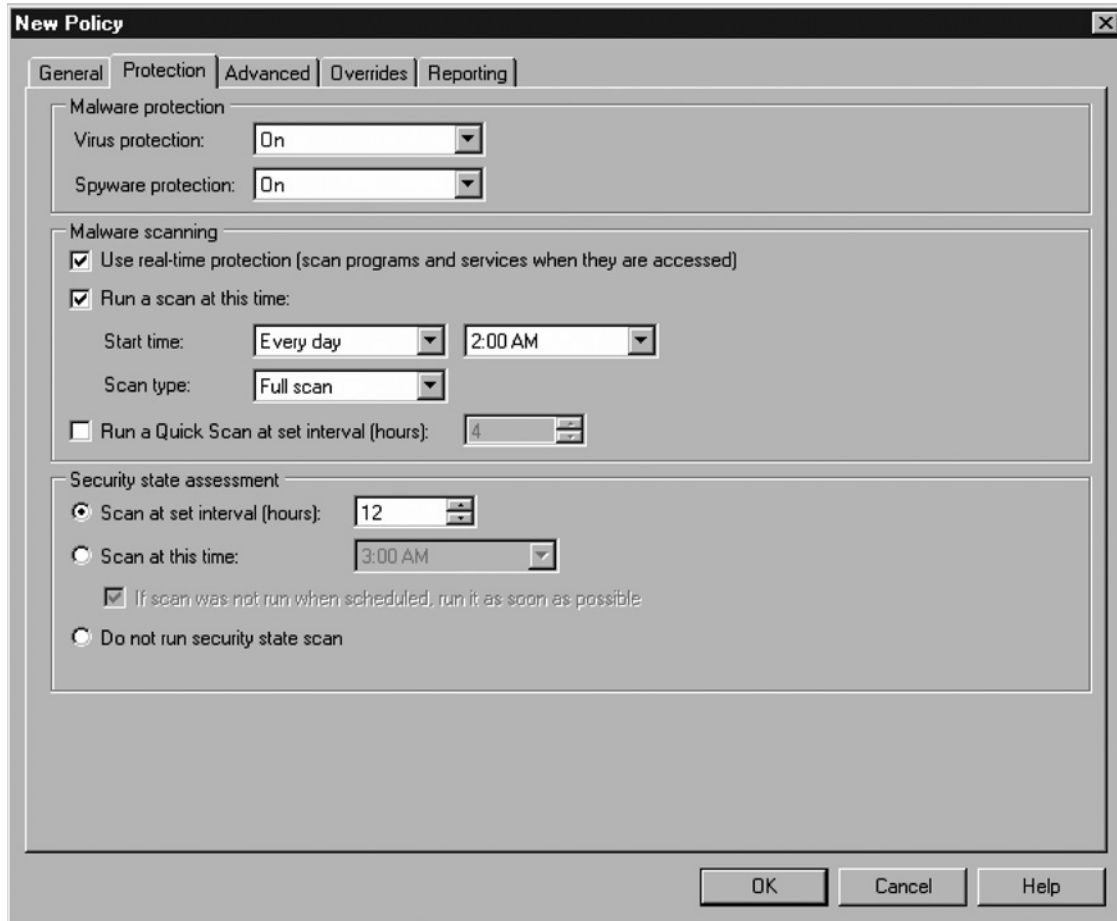 New Policy
General Protection Advanced Overrides Reporting
Malware protection
Virus protection: On
Spyware protection: On
Malware scanning
Use real-time protection (scan programs and services when they are accessed)
Run a scan at this time:
Start time: Every day 2:00 AM
Scan type: Full scan
Run a Quick Scan at set interval (hours): 4
Security state assessment
Scan at set interval (hours): 12
Scan at this time: 3:00 AM
If scan was not run when scheduled, run it as soon as possible
Do not run security state scan
OK Cancel Help